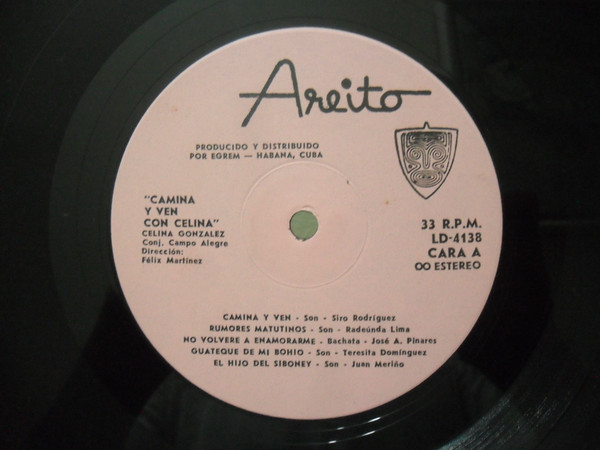 Areito
PRODUCIDO Y DISTRIBUIDO
POR EGREM — HABANA, CUBA
"CAMINA
Y VEN
CON CELINA"
CELINA GONZALEZ
Conj. Campo Alegre
Dirección:
Félix Martínez
33 R.P.M.
LD-4138
CARA A
OO ESTEREO
CAMINA Y VEN - Son - Siro Rodríguez
RUMORES MATUTINOS - Son - Radeúnda Lima
NO VOLVERE A ENAMORARME - Bachata - José A. Pinares
GUATEQUE DE MI BOHIO - Son - Teresita Domínguez
EL HIJO DEL SIBONEY - Son - Juan Meriño